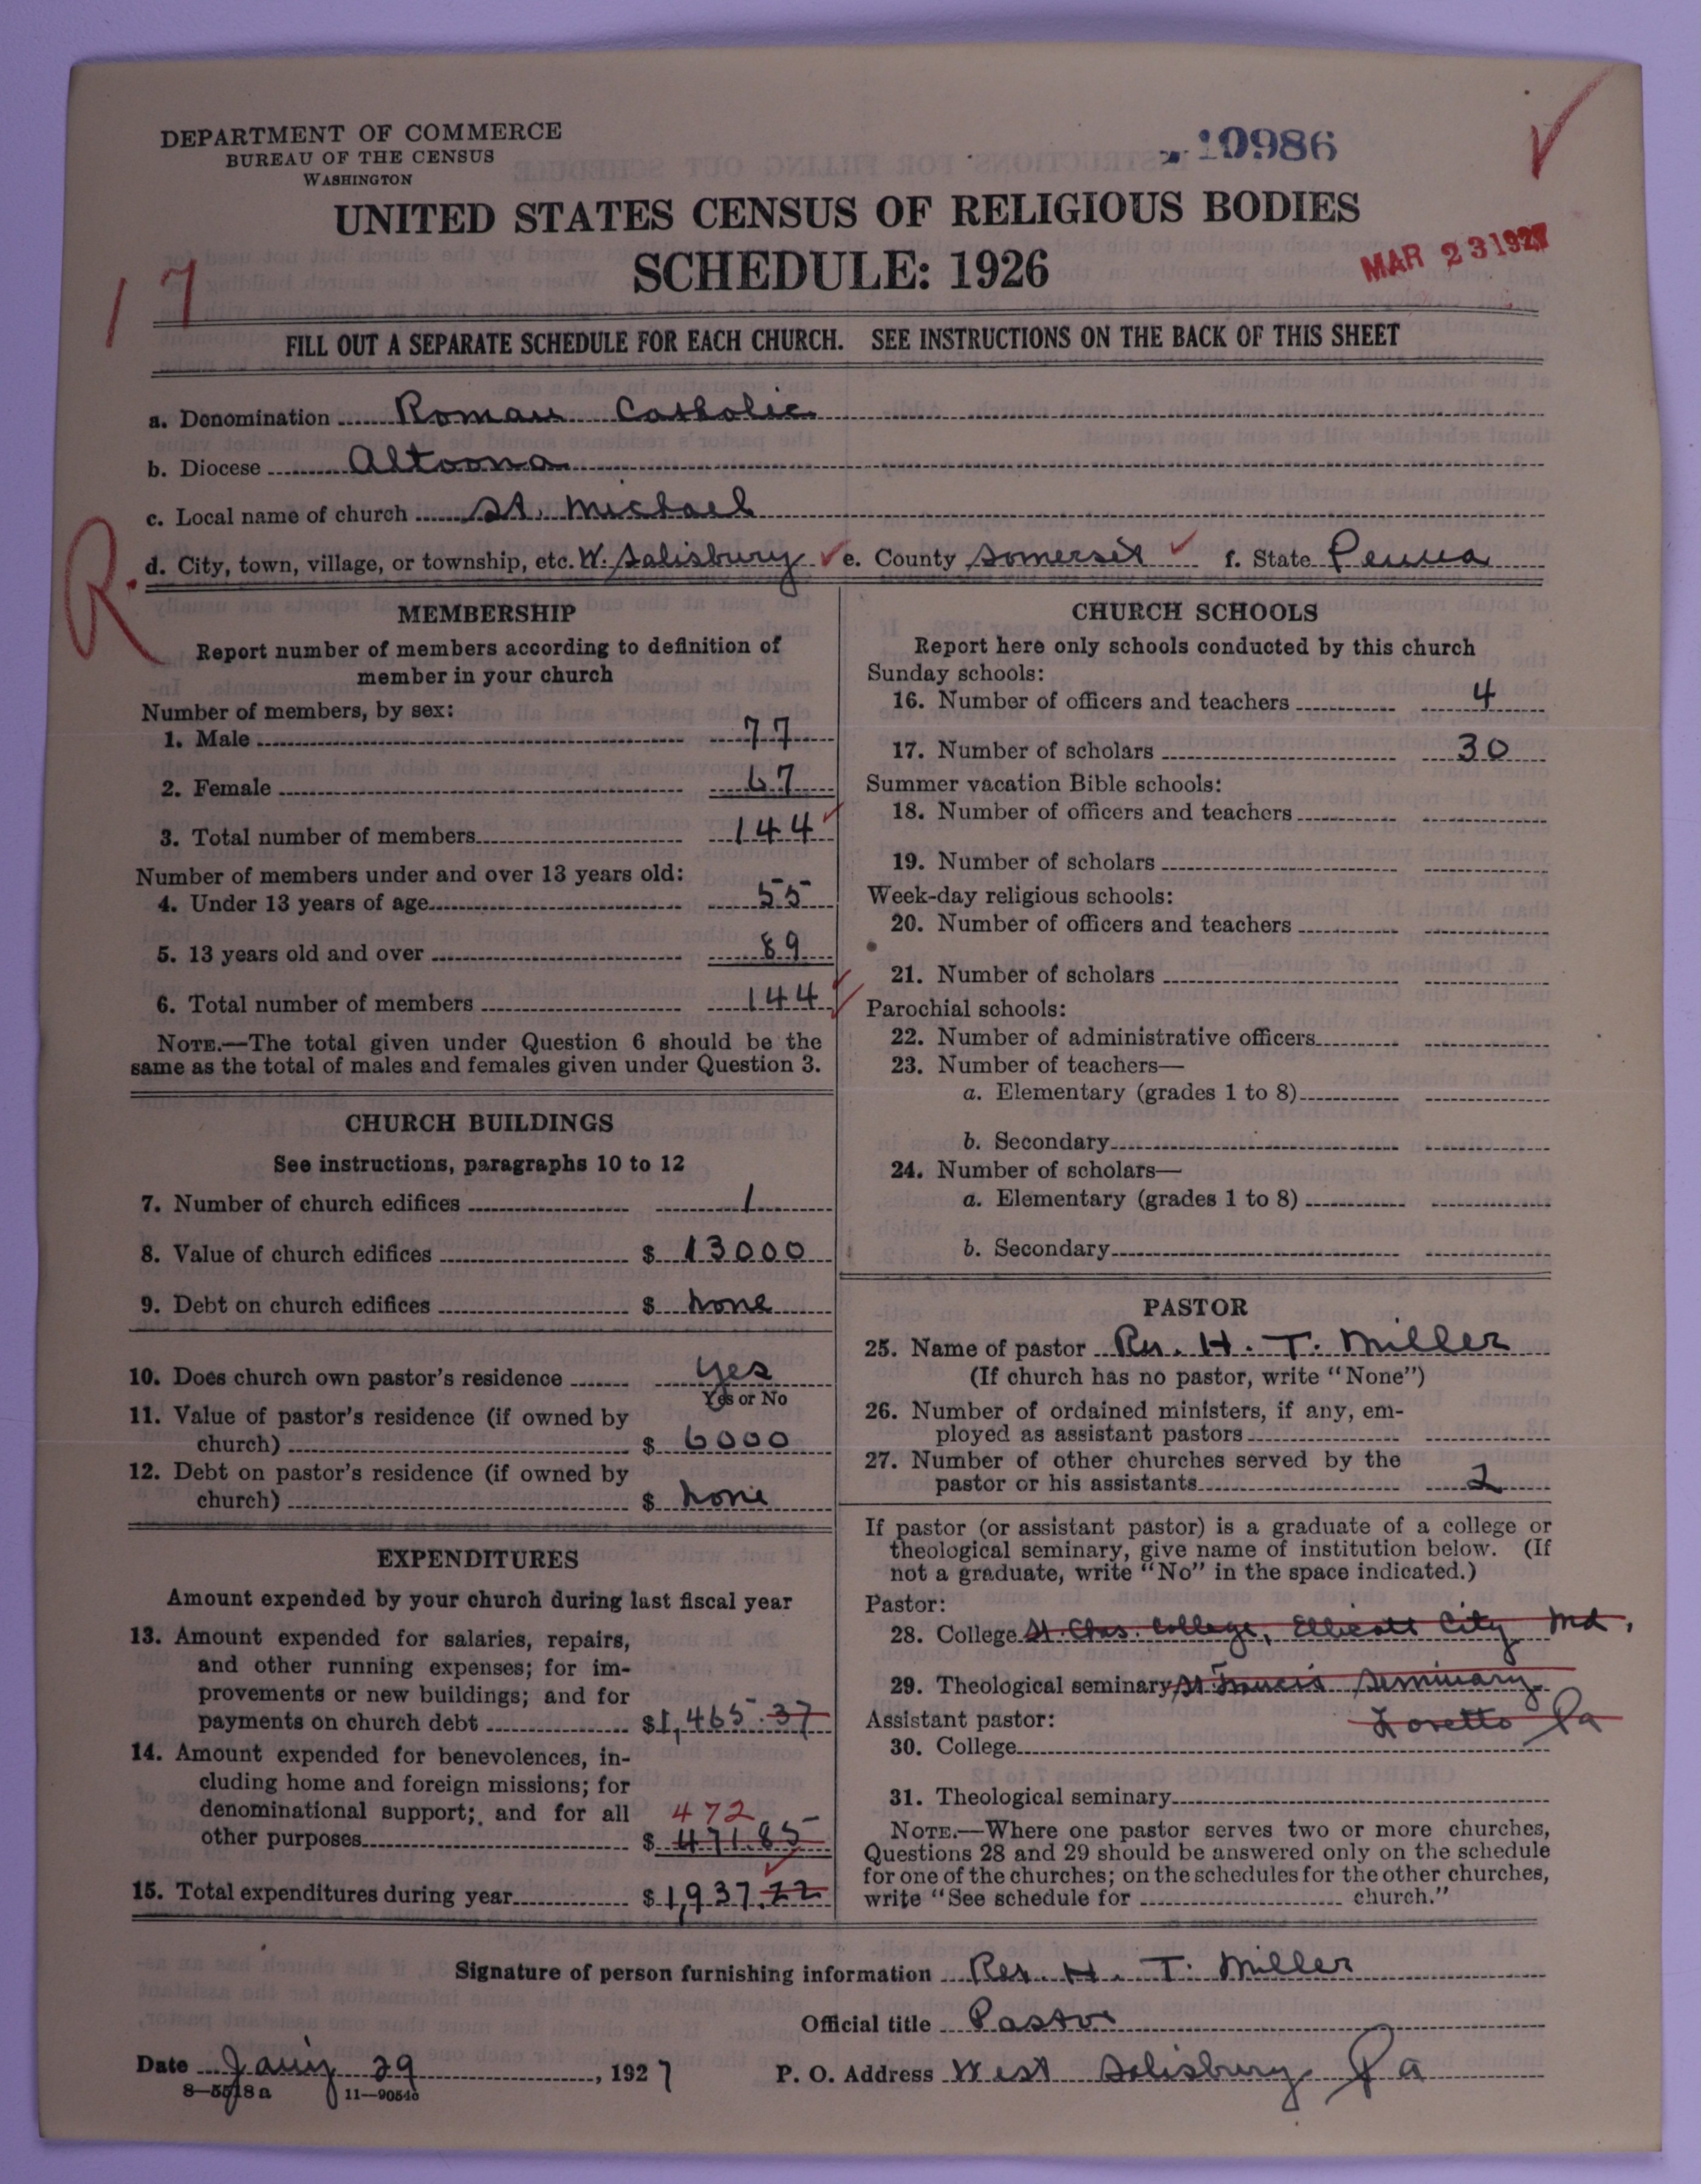 DEPARTMENT OF COMMERCE
BUREAU OF THE CENSUS
WASHINGTON
10986
UNITED STATES CENSUS OF RELIGIOUS BODIES
SCHEDULE: 1926
MAR 23 1927
17
FILL OUT A SEPARATE SCHEDULE FOR EACH CHURCH. SEE INSTRUCTIONS ON THE BACK OF THIS SHEET
a. Denomination Roman Catholic
b. Diocese Altoona
c. Local name of church St. Michael
d. City, town, village, or township, etc. W. Salisbury e. County Somerset f. State Penna
R.
MEMBERSHIP
Report number of members according to definition of
member in your church
Number of members, by sex:
1. Male 77
2. Female 67
3. Total number of members 144
Number of members under and over 13 years old:
4. Under 13 years of age 55
5. 13 years old and over 89
6. Total number of members 144
NOTE.—The total given under Question 6 should be the
same as the total of males and females given under Question 3.
CHURCH BUILDINGS
See instructions, paragraphs 10 to 12
7. Number of church edifices 1
8. Value of church edifices $ 13000
9. Debt on church edifices $ none
10. Does church own pastor's residence yes
Yes or No
11. Value of pastor's residence (if owned by
church) $ 6000
12. Debt on pastor's residence (if owned by
church) $ none
EXPENDITURES
Amount expended by your church during last fiscal year
13. Amount expended for salaries, repairs,
and other running expenses; for im-
provements or new buildings; and for
payments on church debt $1,465.37
14. Amount expended for benevolences, in-
cluding home and foreign missions; for
denominational support; and for all 472
other purposes $ 471.85
15. Total expenditures during year $1,937.22
CHURCH SCHOOLS
Report here only schools conducted by this church
Sunday schools:
16. Number of officers and teachers 4
17. Number of scholars 30
Summer vacation Bible schools:
18. Number of officers and teachers
19. Number of scholars
Week-day religious schools:
20. Number of officers and teachers
21. Number of scholars
Parochial schools:
22. Number of administrative officers
23. Number of teachers—
a. Elementary (grades 1 to 8)
b. Secondary
24. Number of scholars—
a. Elementary (grades 1 to 8)
b. Secondary
PASTOR
25. Name of pastor Rev. H. T. Miller
(If church has no pastor, write "None")
26. Number of ordained ministers, if any, em-
ployed as assistant pastors
27. Number of other churches served by the
pastor or his assistants 2
If pastor (or assistant pastor) is a graduate of a college or
theological seminary, give name of institution below. (If
not a graduate, write "No" in the space indicated.)
Pastor:
28. College St. Chas. College, Ellicott City Md.
29. Theological seminary St Francis Seminary
Assistant pastor: Loretto Pa
30. College
31. Theological seminary
NOTE.—Where one pastor serves two or more churches,
Questions 28 and 29 should be answered only on the schedule
for one of the churches; on the schedules for the other churches,
write "See schedule for church."
Signature of person furnishing information Rev. H. T. Miller
Official title Pastor
Date Jany 29, 1927 P. O. Address West Salisbury Pa
8—5518a 11—90540